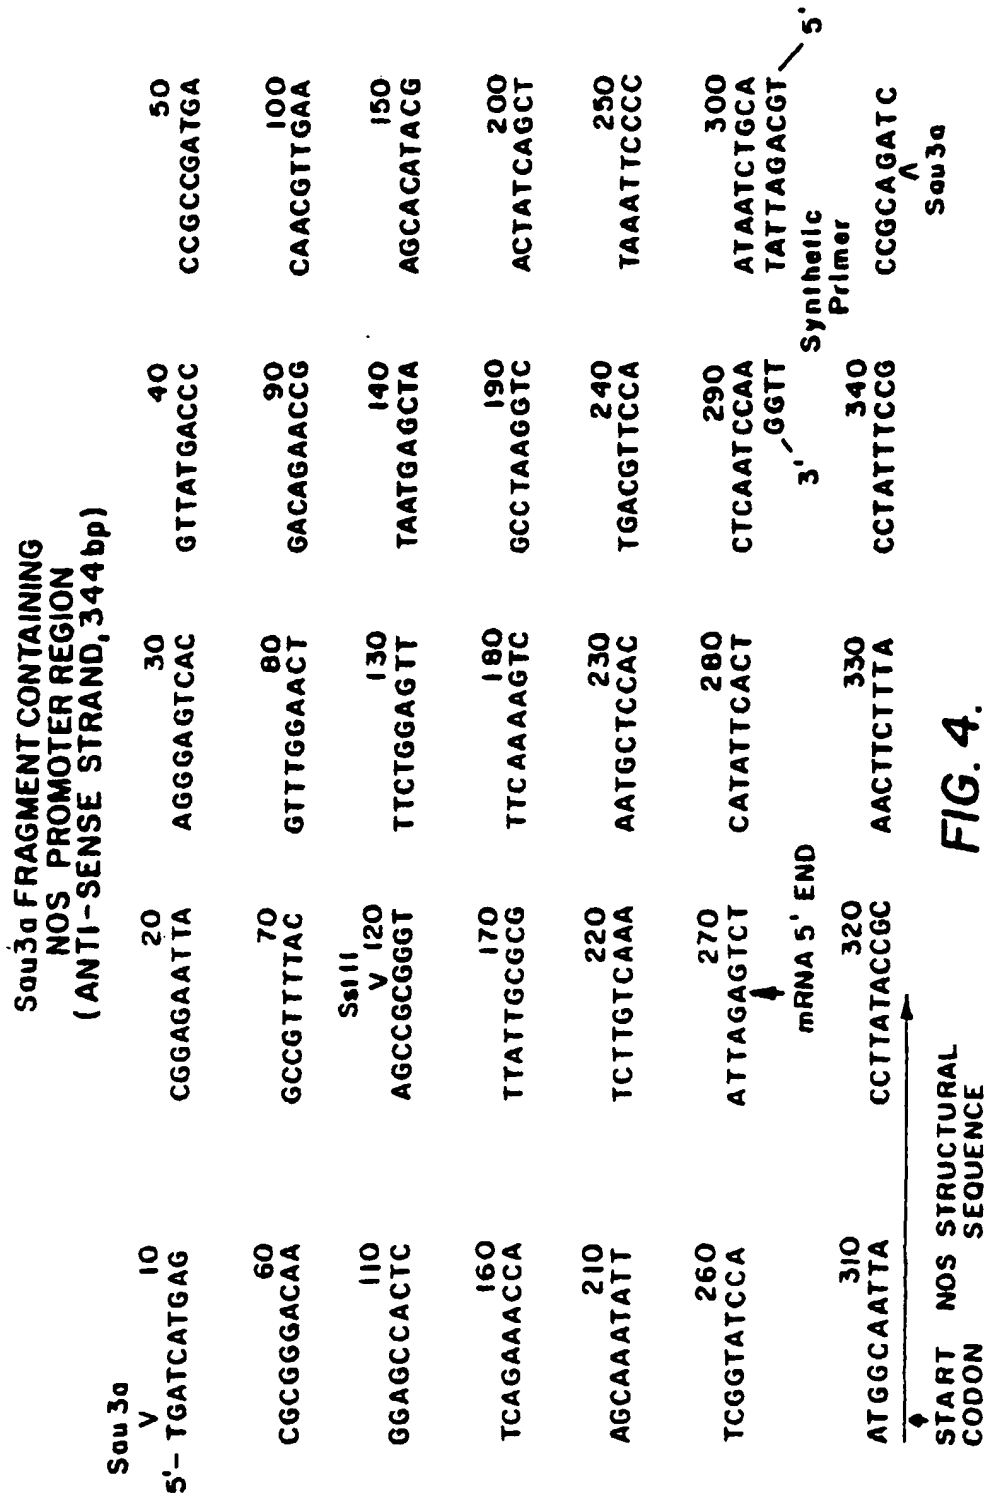 Sau3a FRAGMENT CONTAINING
NOS PROMOTER REGION
(ANTI-SENSE STRAND, 344bp)
Sau 3a
V 10 20 30 40 50
5'- TGATCATGAG CGGAGAATTA AGGGAGTCAC GTTATGACCC CCGCCGATGA
60 70 80 90 100
CGCGGGACAA GCCGTTTTAC GTTTGGAACT GACAGAACCG CAACGTTGAA
SstII
110 V 120 130 140 150
GGAGCCACTC AGCCGCGGGT TTCTGGAGTT TAATGAGCTA AGCACATACG
160 170 180 190 200
TCAGAAACCA TTATTGCGCG TTCAAAAGTC GCCTAAGGTC ACTATCAGCT
210 220 230 240 250
AGCAAATATT TCTTGTCAAA AATGCTCCAC TGACGTTCCA TAAATTCCCC
260 270 280 290 300
TCGGTATCCA ATTAGAGTCT CATATTCACT CTCAATCCAA ATAATCTGCA
3' GGTT TATTAGACGT 5'
mRNA 5' END
Synthetic
Primer
310 320 330 340
ATGGCAATTA CCTTATACCGC AACTTCTTTA CCTATTTCCG CCGCAGATC
Λ
Sau3a
START NOS STRUCTURAL
CODON SEQUENCE
FIG. 4.